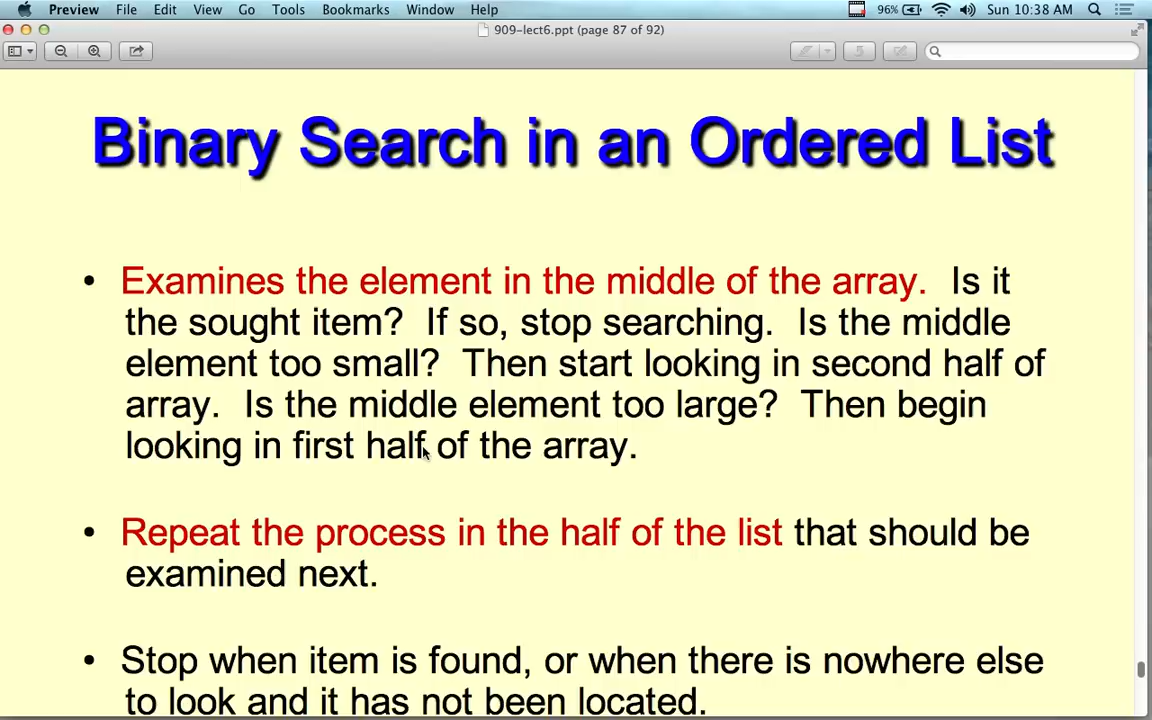 Preview File Edit View Go Tools Bookmarks Window Help 96% Sun 10:38 AM
909-lect6.ppt (page 87 of 92)
Binary Search in an Ordered List
• Examines the element in the middle of the array. Is it
the sought item? If so, stop searching. Is the middle
element too small? Then start looking in second half of
array. Is the middle element too large? Then begin
looking in first half of the array.
• Repeat the process in the half of the list that should be
examined next.
• Stop when item is found, or when there is nowhere else
to look and it has not been located.